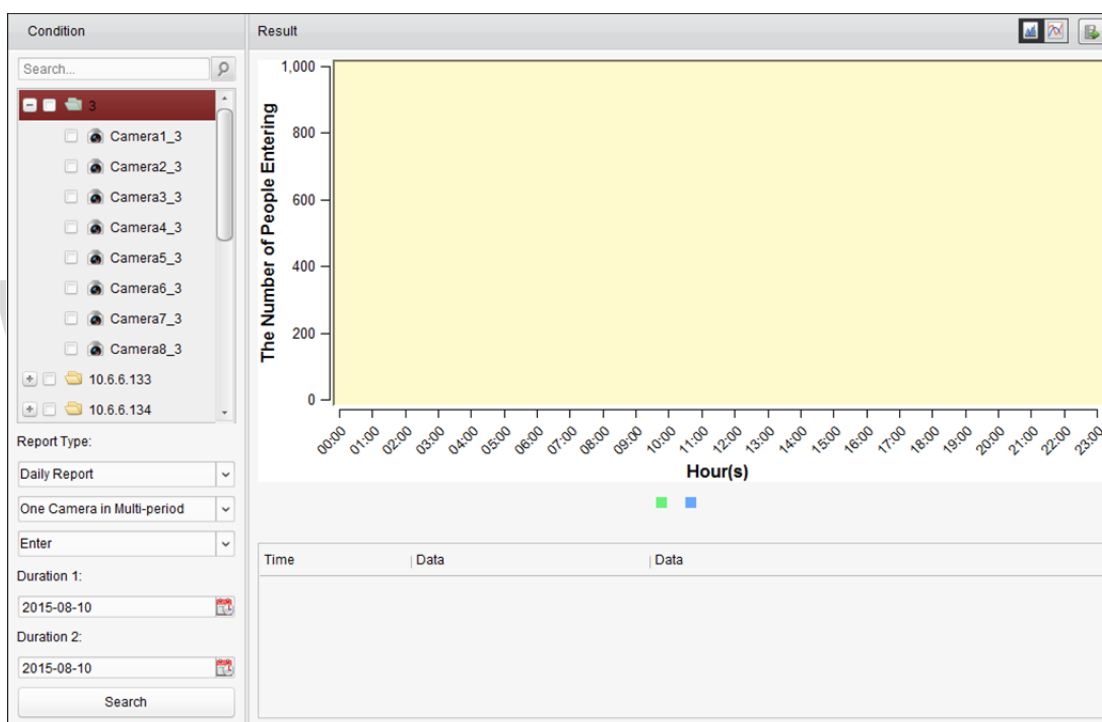 Condition
Search...
3
Camera1_3
Camera2_3
Camera3_3
Camera4_3
Camera5_3
Camera6_3
Camera7_3
Camera8_3
10.6.6.133
10.6.6.134
Report Type:
Daily Report
One Camera in Multi-period
Enter
Duration 1:
2015-08-10
Duration 2:
2015-08-10
Search
Result
The Number of People Entering
1,000
800
600
400
200
0
00:00 01:00 02:00 03:00 04:00 05:00 06:00 07:00 08:00 09:00 10:00 11:00 12:00 13:00 14:00 15:00 16:00 17:00 18:00 19:00 20:00 21:00 22:00 23:00
Hour(s)
Time Data Data